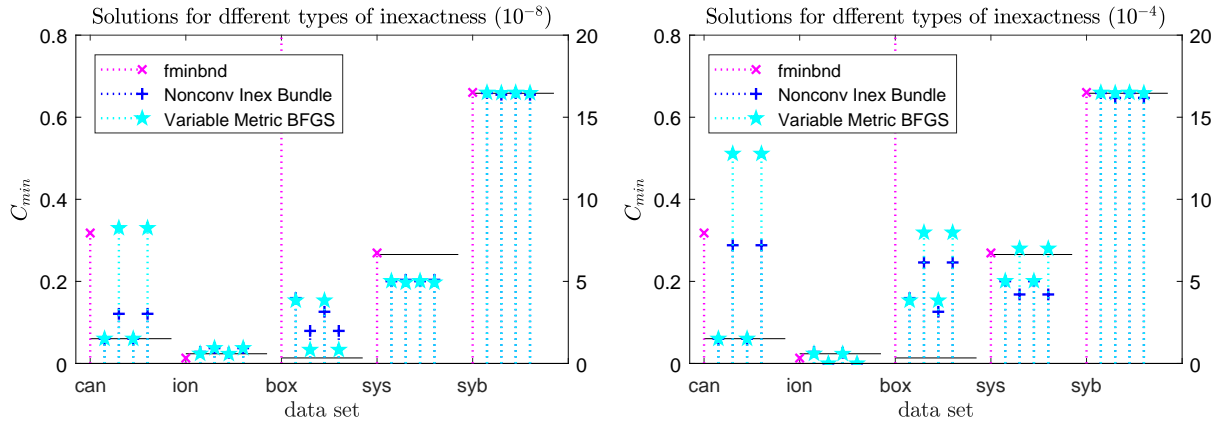 Solutions for dfferent types of inexactness (10⁻⁸)
0.8
0.6
0.4
0.2
0
C_min
20
15
10
5
0
fminbnd
Nonconv Inex Bundle
Variable Metric BFGS
can ion box sys syb
data set
Solutions for dfferent types of inexactness (10⁻⁴)
0.8
0.6
0.4
0.2
0
C_min
20
15
10
5
0
fminbnd
Nonconv Inex Bundle
Variable Metric BFGS
can ion box sys syb
data set